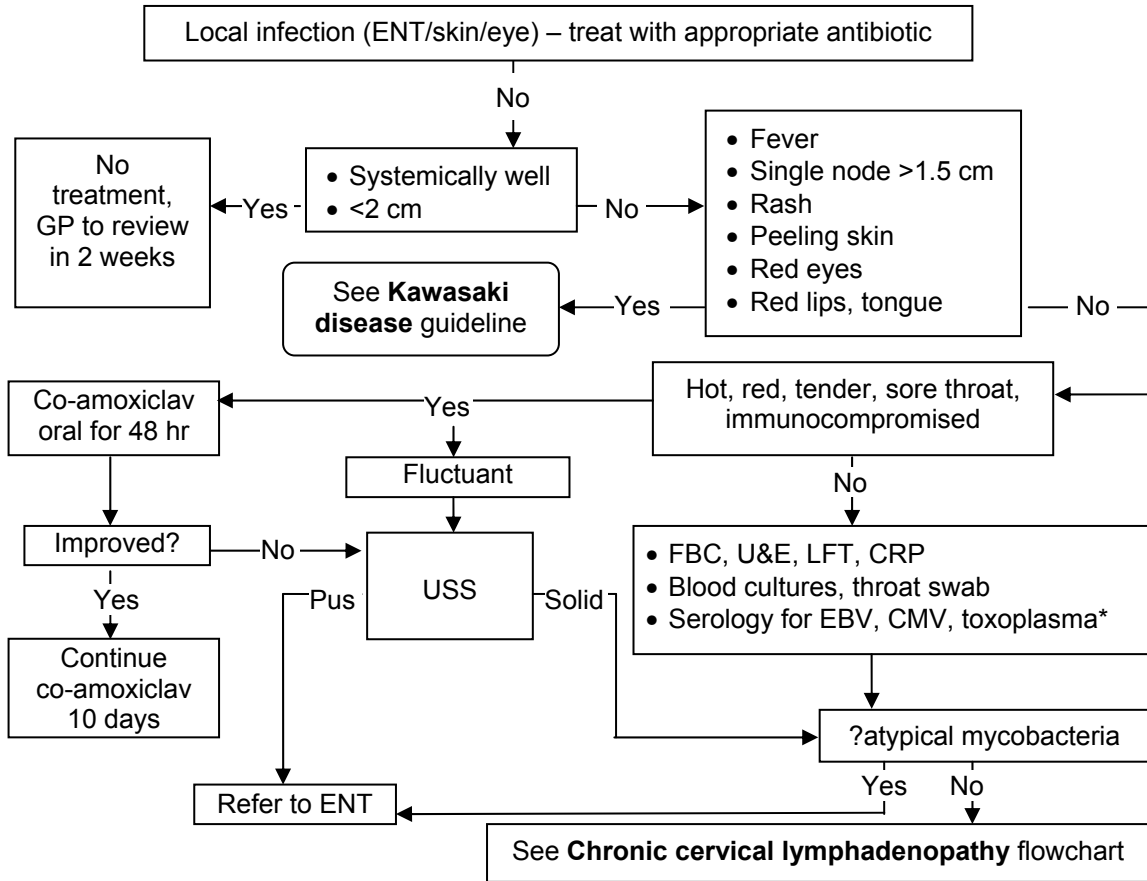 Local infection (ENT/skin/eye) – treat with appropriate antibiotic
No
No
treatment,
GP to review
in 2 weeks
Yes
• Systemically well
• <2 cm
No
• Fever
• Single node >1.5 cm
• Rash
• Peeling skin
• Red eyes
• Red lips, tongue
See Kawasaki
disease guideline
Yes
No
Co-amoxiclav
oral for 48 hr
Yes
Hot, red, tender, sore throat,
immunocompromised
Fluctuant
No
Improved?
No
USS
• FBC, U&E, LFT, CRP
• Blood cultures, throat swab
• Serology for EBV, CMV, toxoplasma*
Yes
Pus
Solid
Continue
co-amoxiclav
10 days
?atypical mycobacteria
Yes
No
Refer to ENT
See Chronic cervical lymphadenopathy flowchart